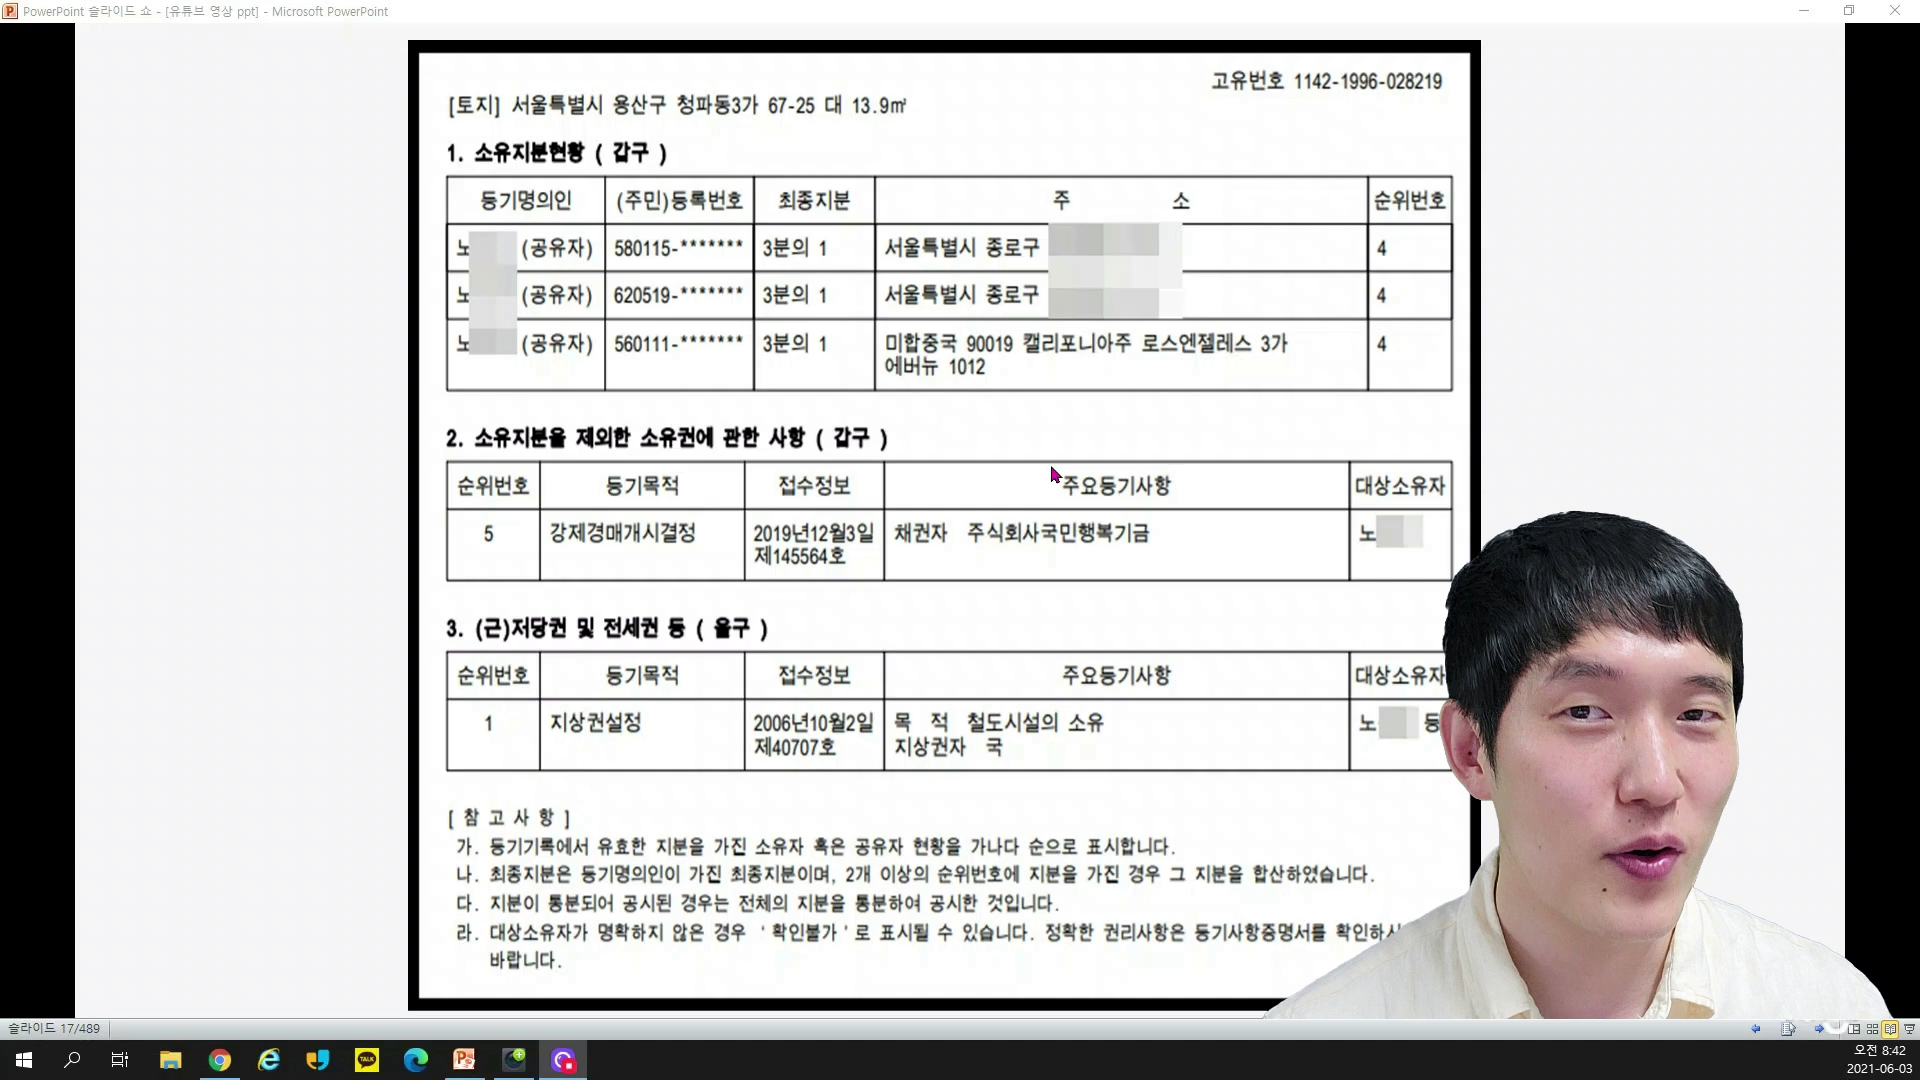 PowerPoint 슬라이드 쇼 - [유튜브 영상 ppt] - Microsoft PowerPoint
고유번호 1142-1996-028219
[토지] 서울특별시 용산구 청파동3가 67-25 대 13.9㎡
1. 소유지분현황 ( 갑구 )
등기명의인 (주민)등록번호 최종지분 주 소 순위번호
노 (공유자) 580115-******* 3분의 1 서울특별시 종로구 4
노 (공유자) 620519-******* 3분의 1 서울특별시 종로구 4
노 (공유자) 560111-******* 3분의 1 미합중국 90019 캘리포니아주 로스엔젤레스 3가 4
에버뉴 1012
2. 소유지분을 제외한 소유권에 관한 사항 ( 갑구 )
순위번호 등기목적 접수정보 주요등기사항 대상소유자
5 강제경매개시결정 2019년12월3일 채권자 주식회사국민행복기금 노
제145564호
3. (근)저당권 및 전세권 등 ( 을구 )
순위번호 등기목적 접수정보 주요등기사항 대상소유자
1 지상권설정 2006년10월2일 목 적 철도시설의 소유 노 등
제40707호 지상권자 국
[ 참 고 사 항 ]
가. 등기기록에서 유효한 지분을 가진 소유자 혹은 공유자 현황을 가나다 순으로 표시합니다.
나. 최종지분은 등기명의인이 가진 최종지분이며, 2개 이상의 순위번호에 지분을 가진 경우 그 지분을 합산하였습니다.
다. 지분이 통분되어 공시된 경우는 전체의 지분을 통분하여 공시한 것입니다.
라. 대상소유자가 명확하지 않은 경우 '확인불가'로 표시될 수 있습니다. 정확한 권리사항은 등기사항증명서를 확인하시
바랍니다.
슬라이드 17/489
TALK
오전 8:42
2021-06-03